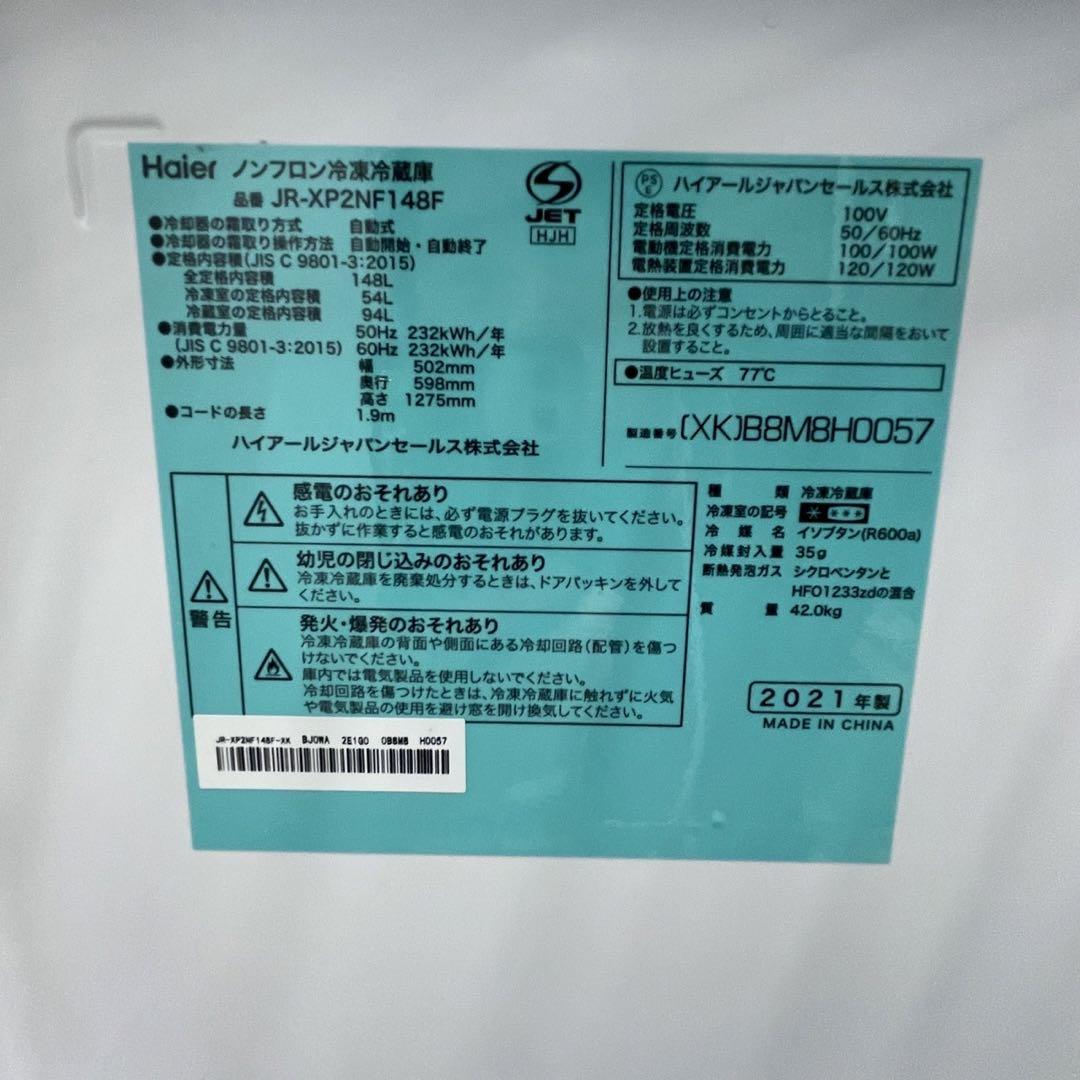 Haier ノンフロン冷凍冷蔵庫
品番 JR-XP2NF148F
●冷却器の霜取り方式 自動式
●冷却器の霜取り操作方法 自動開始・自動終了
●定格内容積(JIS C 9801-3:2015)
全定格内容積 148L
冷凍室の定格内容積 54L
冷蔵室の定格内容積 94L
●消費電力量 50Hz 232kWh/年
(JIS C 9801-3:2015) 60Hz 232kWh/年
●外形寸法 幅 502mm
奥行 598mm
高さ 1275mm
●コードの長さ 1.9m
ハイアールジャパンセールス株式会社
JET
HJH
PSE ハイアールジャパンセールス株式会社
定格電圧 100V
定格周波数 50/60Hz
電動機定格消費電力 100/100W
電熱装置定格消費電力 120/120W
●使用上の注意
1.電源は必ずコンセントからとること。
2.放熱を良くするため、周囲に適当な間隔をおいて
設置すること。
●温度ヒューズ 77℃
製造番号 (XK)B8M8H0057
警告
感電のおそれあり
お手入れのときには、必ず電源プラグを抜いてください。
抜かずに作業すると感電のおそれがあります。
幼児の閉じ込みのおそれあり
冷凍冷蔵庫を廃棄処分するときは、ドアパッキンを外して
ください。
発火・爆発のおそれあり
冷凍冷蔵庫の背面や側面にある冷却回路(配管)を傷つ
けないでください。
庫内では電気製品を使用しないでください。
冷却回路を傷つけたときは、冷凍冷蔵庫に触れずに火気
や電気製品の使用を避け窓を開け換気してください。
種類 冷凍冷蔵庫
冷凍室の記号 * ***
冷媒名 イソブタン(R600a)
冷媒封入量 35g
断熱発泡ガス シクロペンタンと
HFO1233zdの混合
質量 42.0kg
2021年製
MADE IN CHINA
JR-XP2NF148F-XK BJ0WA 2E1G0 0B8M8 H0057